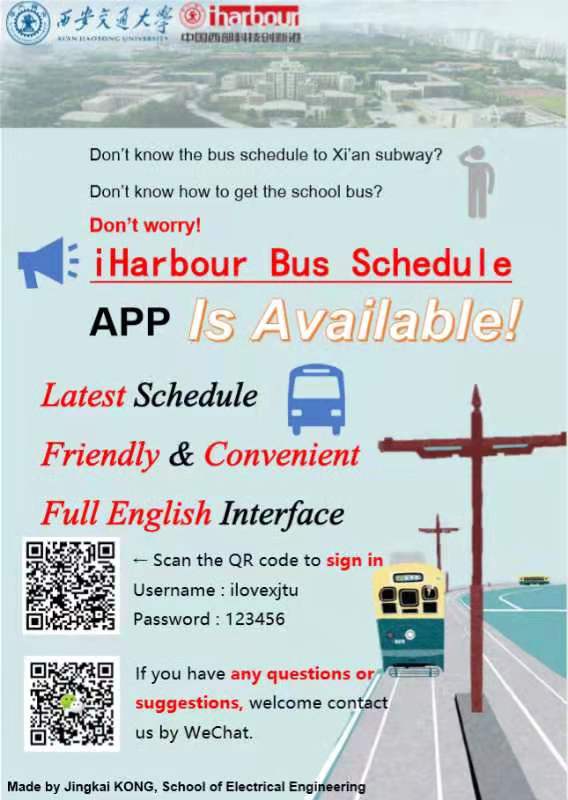 西安交通大学
XI'AN JIAOTONG UNIVERSITY
iHarbour
中国西部科技创新港
Don't know the bus schedule to Xi'an subway?
Don't know how to get the school bus?
Don't worry!
iHarbour Bus Schedule
APP Is Available!
Latest Schedule
Friendly & Convenient
Full English Interface
← Scan the QR code to sign in
Username : ilovexjtu
Password : 123456
If you have any questions or
suggestions, welcome contact
us by WeChat.
Made by Jingkai KONG, School of Electrical Engineering